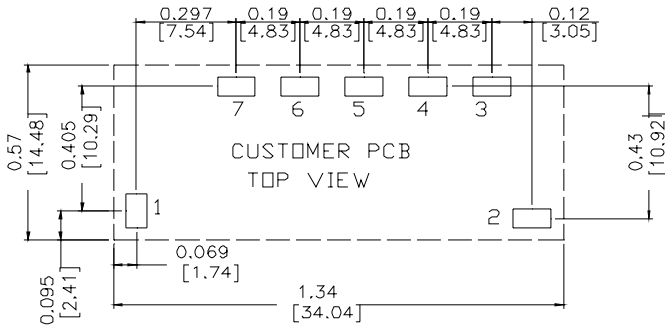 0.297 0.19 0.19 0.19 0.19 0.12
[7.54] [4.83] [4.83] [4.83] [4.83] [3.05]
7 6 5 4 3
0.57
[14.48]
0.405
[10.29]
0.43
[10.92]
CUSTOMER PCB
TOP VIEW
1
2
0.069
[1.74]
0.095
[2.41]
1.34
[34.04]